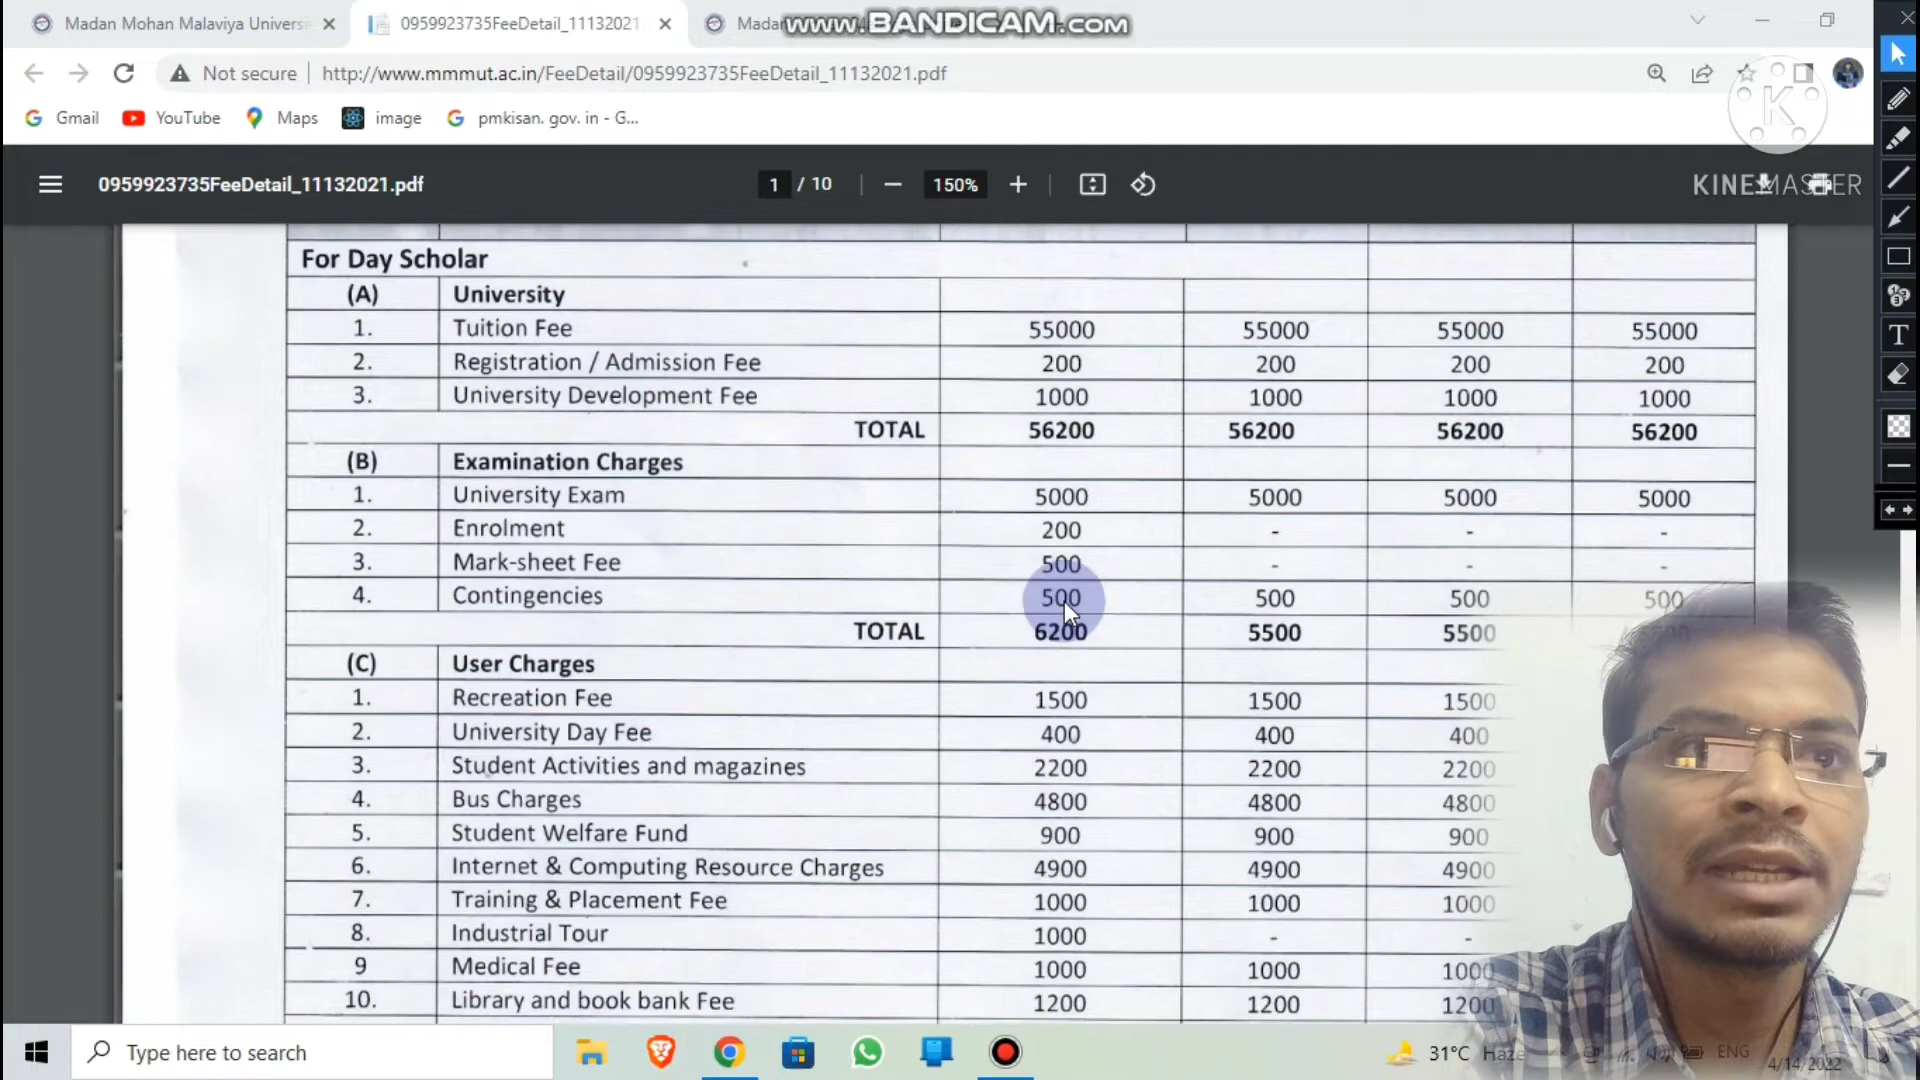 Madan Mohan Malaviya Universi
0959923735FeeDetail_11132021
Mada
www.BANDICAM.com
Not secure
http://www.mmmut.ac.in/FeeDetail/0959923735FeeDetail_11132021.pdf
K
Gmail
YouTube
Maps
image
pmkisan. gov. in - G...
0959923735FeeDetail_11132021.pdf
1 / 10
150%
KINEMASTER
For Day Scholar
(A) University
1. Tuition Fee 55000 55000 55000 55000
2. Registration / Admission Fee 200 200 200 200
3. University Development Fee 1000 1000 1000 1000
TOTAL 56200 56200 56200 56200
(B) Examination Charges
1. University Exam 5000 5000 5000 5000
2. Enrolment 200 - - -
3. Mark-sheet Fee 500 - - -
4. Contingencies 500 500 500 500
TOTAL 6200 5500 5500
(C) User Charges
1. Recreation Fee 1500 1500 1500
2. University Day Fee 400 400 400
3. Student Activities and magazines 2200 2200 2200
4. Bus Charges 4800 4800 4800
5. Student Welfare Fund 900 900 900
6. Internet & Computing Resource Charges 4900 4900 4900
7. Training & Placement Fee 1000 1000 1000
8. Industrial Tour 1000 - -
9 Medical Fee 1000 1000 1000
10. Library and book bank Fee 1200 1200 1200
Type here to search
31°C Haze
ENG
4/14/2022